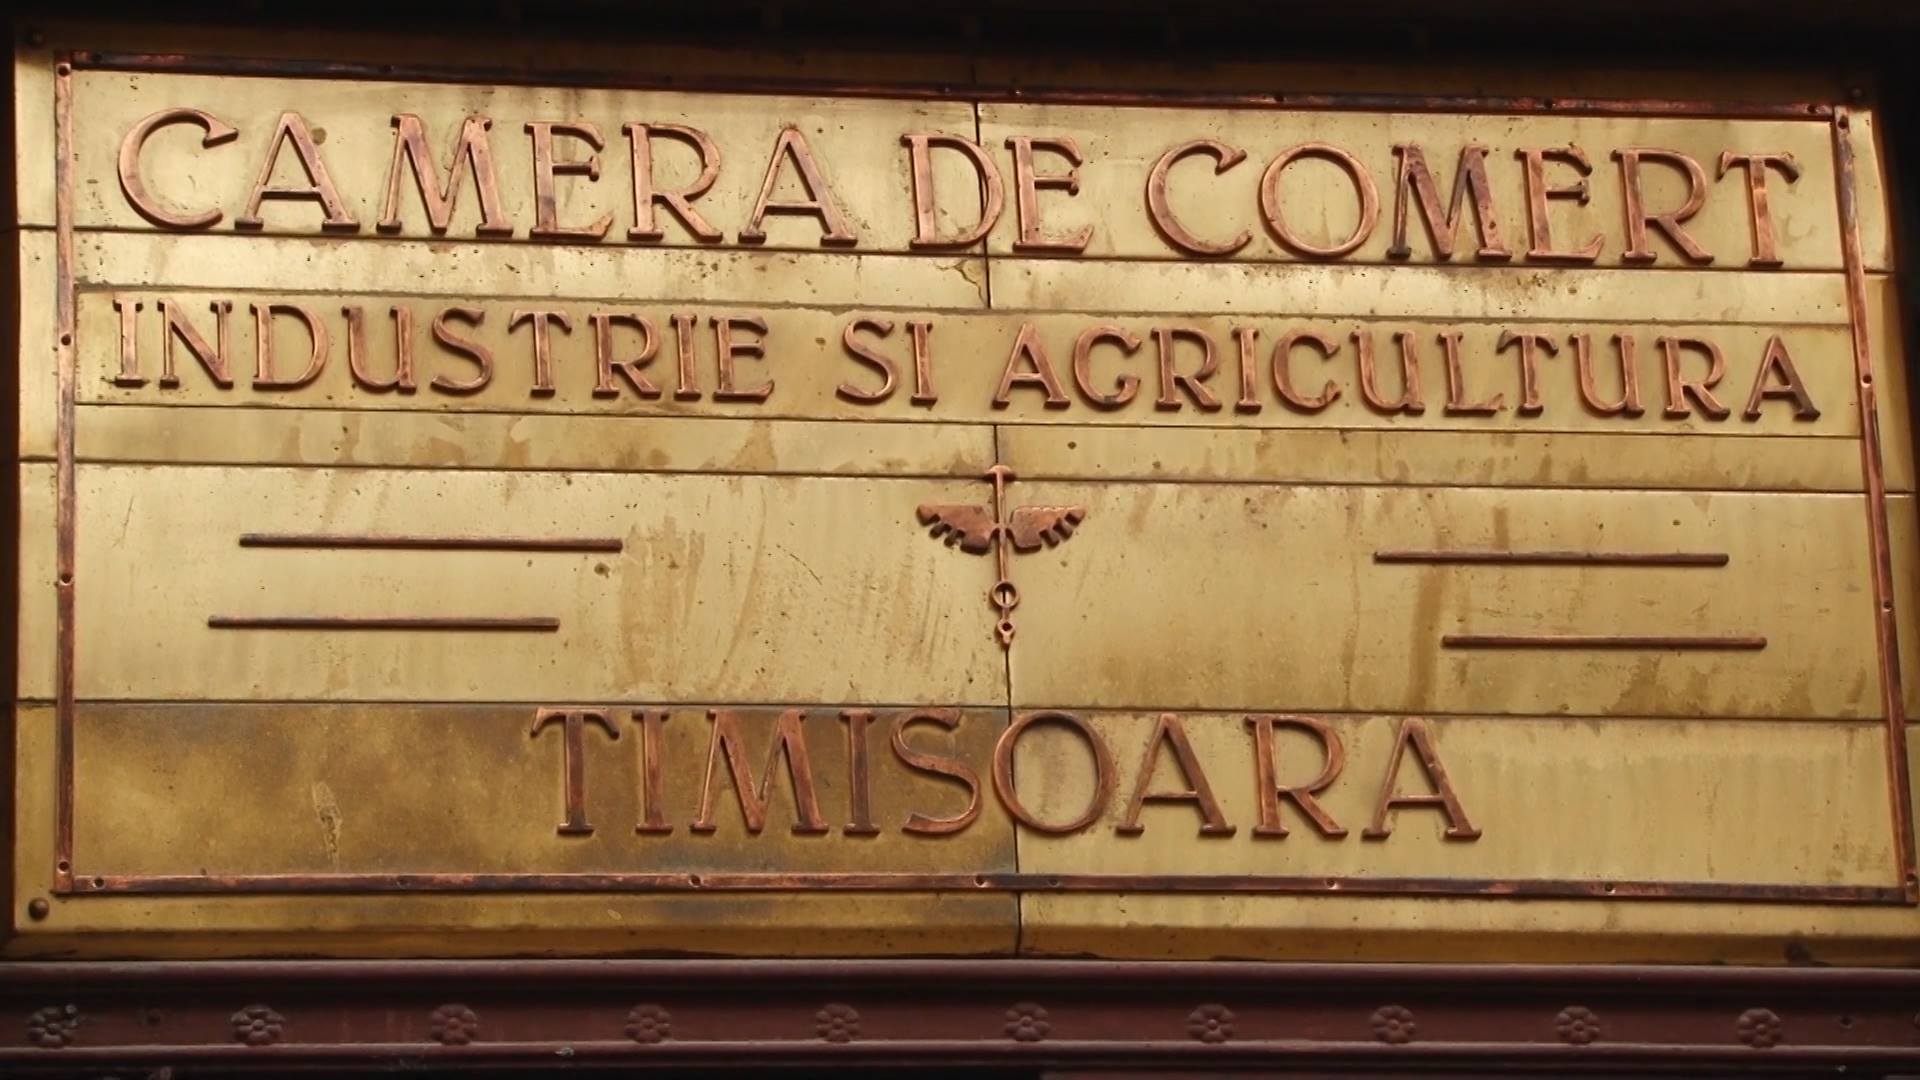 CAMERA DE COMERT
INDUSTRIE SI AGRICULTURA
TIMISOARA